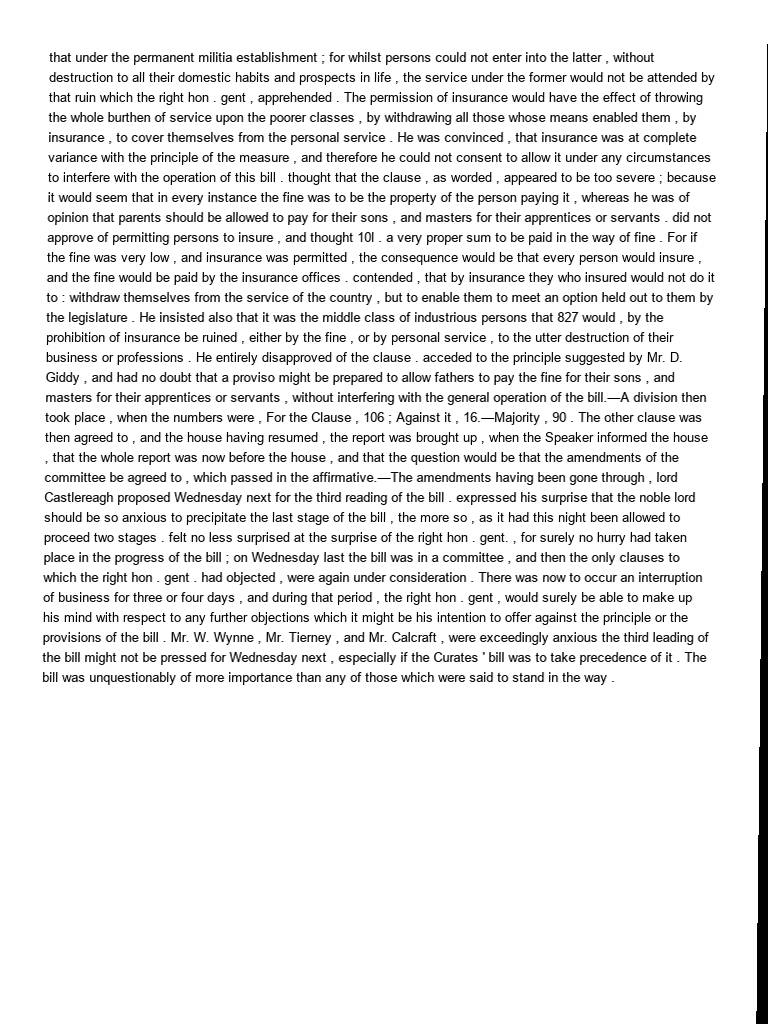 that under the permanent militia establishment ; for whilst persons could not enter into the latter , without
destruction to all their domestic habits and prospects in life , the service under the former would not be attended by
that ruin which the right hon . gent , apprehended . The permission of insurance would have the effect of throwing
the whole burthen of service upon the poorer classes , by withdrawing all those whose means enabled them , by
insurance , to cover themselves from the personal service . He was convinced , that insurance was at complete
variance with the principle of the measure , and therefore he could not consent to allow it under any circumstances
to interfere with the operation of this bill . thought that the clause , as worded , appeared to be too severe ; because
it would seem that in every instance the fine was to be the property of the person paying it , whereas he was of
opinion that parents should be allowed to pay for their sons , and masters for their apprentices or servants . did not
approve of permitting persons to insure , and thought 10l . a very proper sum to be paid in the way of fine . For if
the fine was very low , and insurance was permitted , the consequence would be that every person would insure ,
and the fine would be paid by the insurance offices . contended , that by insurance they who insured would not do it
to : withdraw themselves from the service of the country , but to enable them to meet an option held out to them by
the legislature . He insisted also that it was the middle class of industrious persons that 827 would , by the
prohibition of insurance be ruined , either by the fine , or by personal service , to the utter destruction of their
business or professions . He entirely disapproved of the clause . acceded to the principle suggested by Mr. D.
Giddy , and had no doubt that a proviso might be prepared to allow fathers to pay the fine for their sons , and
masters for their apprentices or servants , without interfering with the general operation of the bill.—A division then
took place , when the numbers were , For the Clause , 106 ; Against it , 16.—Majority , 90 . The other clause was
then agreed to , and the house having resumed , the report was brought up , when the Speaker informed the house
, that the whole report was now before the house , and that the question would be that the amendments of the
committee be agreed to , which passed in the affirmative.—The amendments having been gone through , lord
Castlereagh proposed Wednesday next for the third reading of the bill . expressed his surprise that the noble lord
should be so anxious to precipitate the last stage of the bill , the more so , as it had this night been allowed to
proceed two stages . felt no less surprised at the surprise of the right hon . gent. , for surely no hurry had taken
place in the progress of the bill ; on Wednesday last the bill was in a committee , and then the only clauses to
which the right hon . gent . had objected , were again under consideration . There was now to occur an interruption
of business for three or four days , and during that period , the right hon . gent , would surely be able to make up
his mind with respect to any further objections which it might be his intention to offer against the principle or the
provisions of the bill . Mr. W. Wynne , Mr. Tierney , and Mr. Calcraft , were exceedingly anxious the third leading of
the bill might not be pressed for Wednesday next , especially if the Curates ' bill was to take precedence of it . The
bill was unquestionably of more importance than any of those which were said to stand in the way .